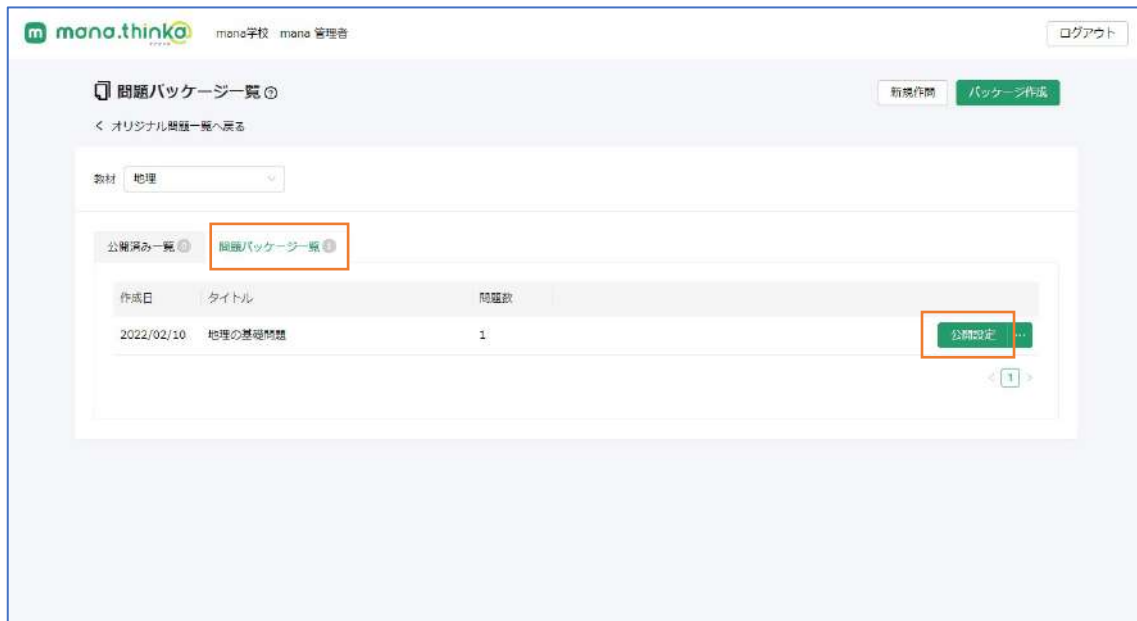 mana.think@ mana学校 mana 管理者 ログアウト
問題パッケージ一覧 新規作問 パッケージ作成
< オリジナル問題一覧へ戻る
教材 地理
公開済み一覧 問題パッケージ一覧
作成日 タイトル 問題数
2022/02/10 地理の基礎問題 1 公開設定 …
< 1 >